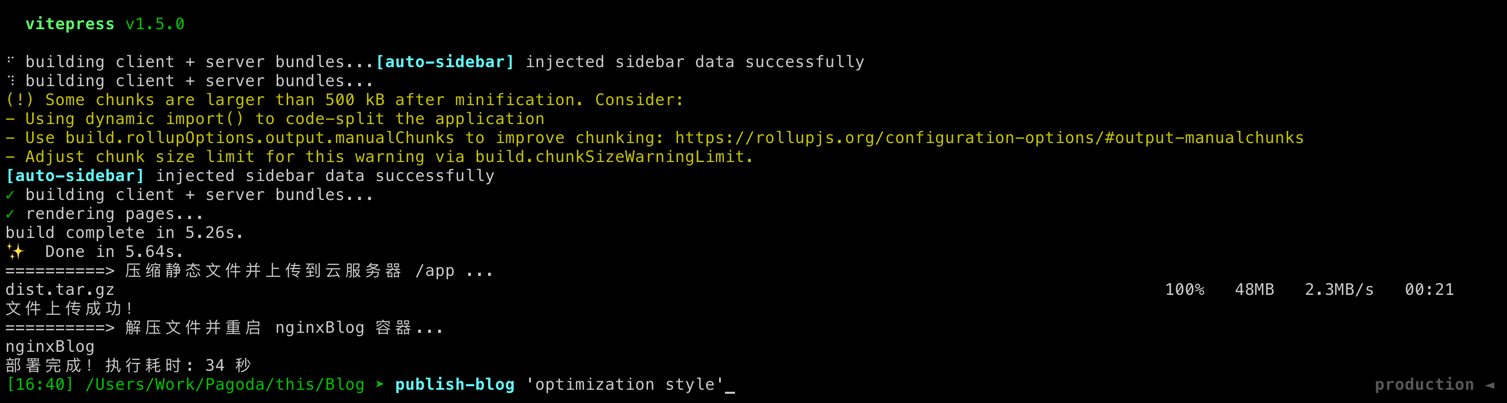 vitepress v1.5.0
⠋ building client + server bundles...[auto-sidebar] injected sidebar data successfully
⠹ building client + server bundles...
(!) Some chunks are larger than 500 kB after minification. Consider:
- Using dynamic import() to code-split the application
- Use build.rollupOptions.output.manualChunks to improve chunking: https://rollupjs.org/configuration-options/#output-manualchunks
- Adjust chunk size limit for this warning via build.chunkSizeWarningLimit.
[auto-sidebar] injected sidebar data successfully
✓ building client + server bundles...
✓ rendering pages...
build complete in 5.26s.
✨  Done in 5.64s.
==========> 压缩静态文件并上传到云服务器 /app ...
dist.tar.gz 100% 48MB 2.3MB/s 00:21
文件上传成功!
==========> 解压文件并重启 nginxBlog 容器...
nginxBlog
部署完成! 执行耗时: 34 秒
[16:40] /Users/Work/Pagoda/this/Blog ➤ publish-blog 'optimization style'_ production ◄